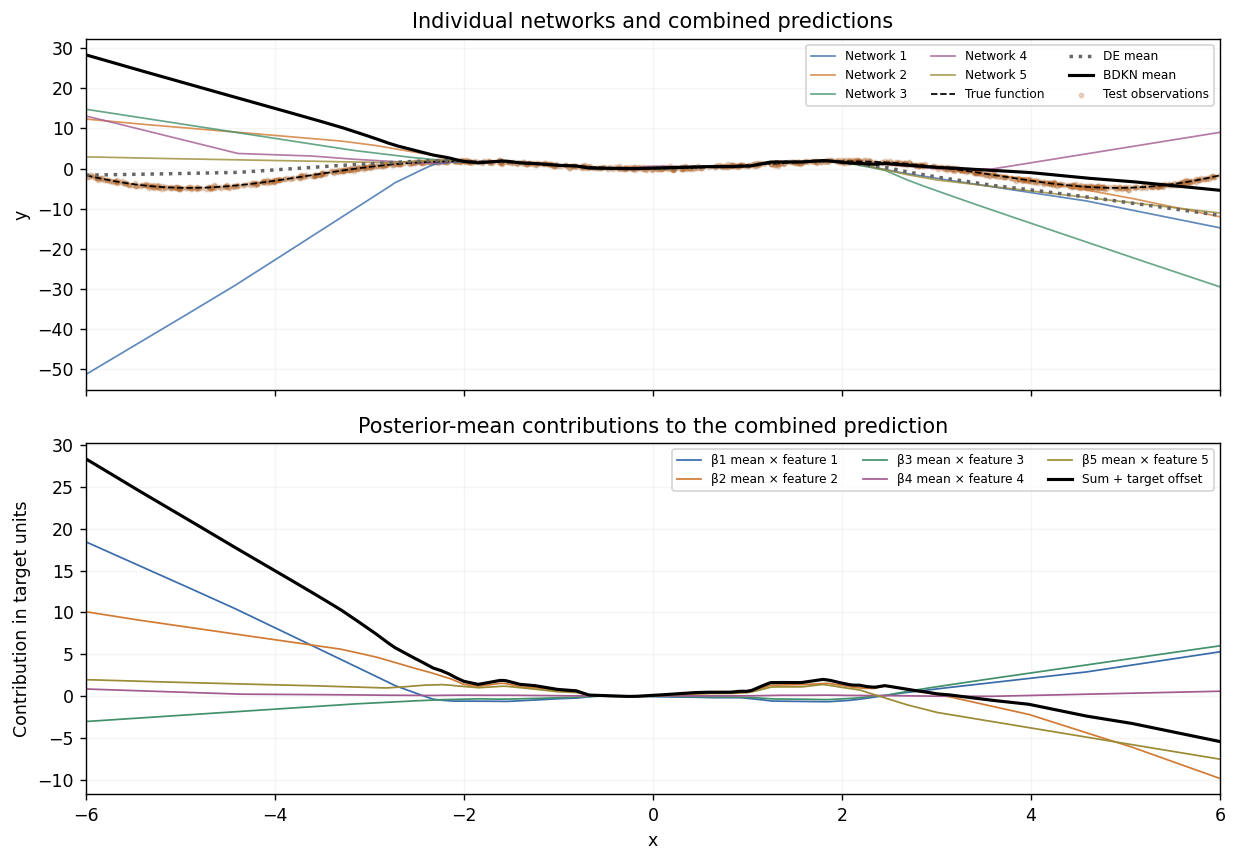 Individual networks and combined predictions
30
20
10
0
−10
−20
−30
−40
−50
y
Network 1
Network 2
Network 3
Network 4
Network 5
True function
DE mean
BDKN mean
Test observations
Posterior-mean contributions to the combined prediction
30
25
20
15
10
5
0
−5
−10
Contribution in target units
β1 mean × feature 1
β2 mean × feature 2
β3 mean × feature 3
β4 mean × feature 4
β5 mean × feature 5
Sum + target offset
−6
−4
−2
0
2
4
6
x